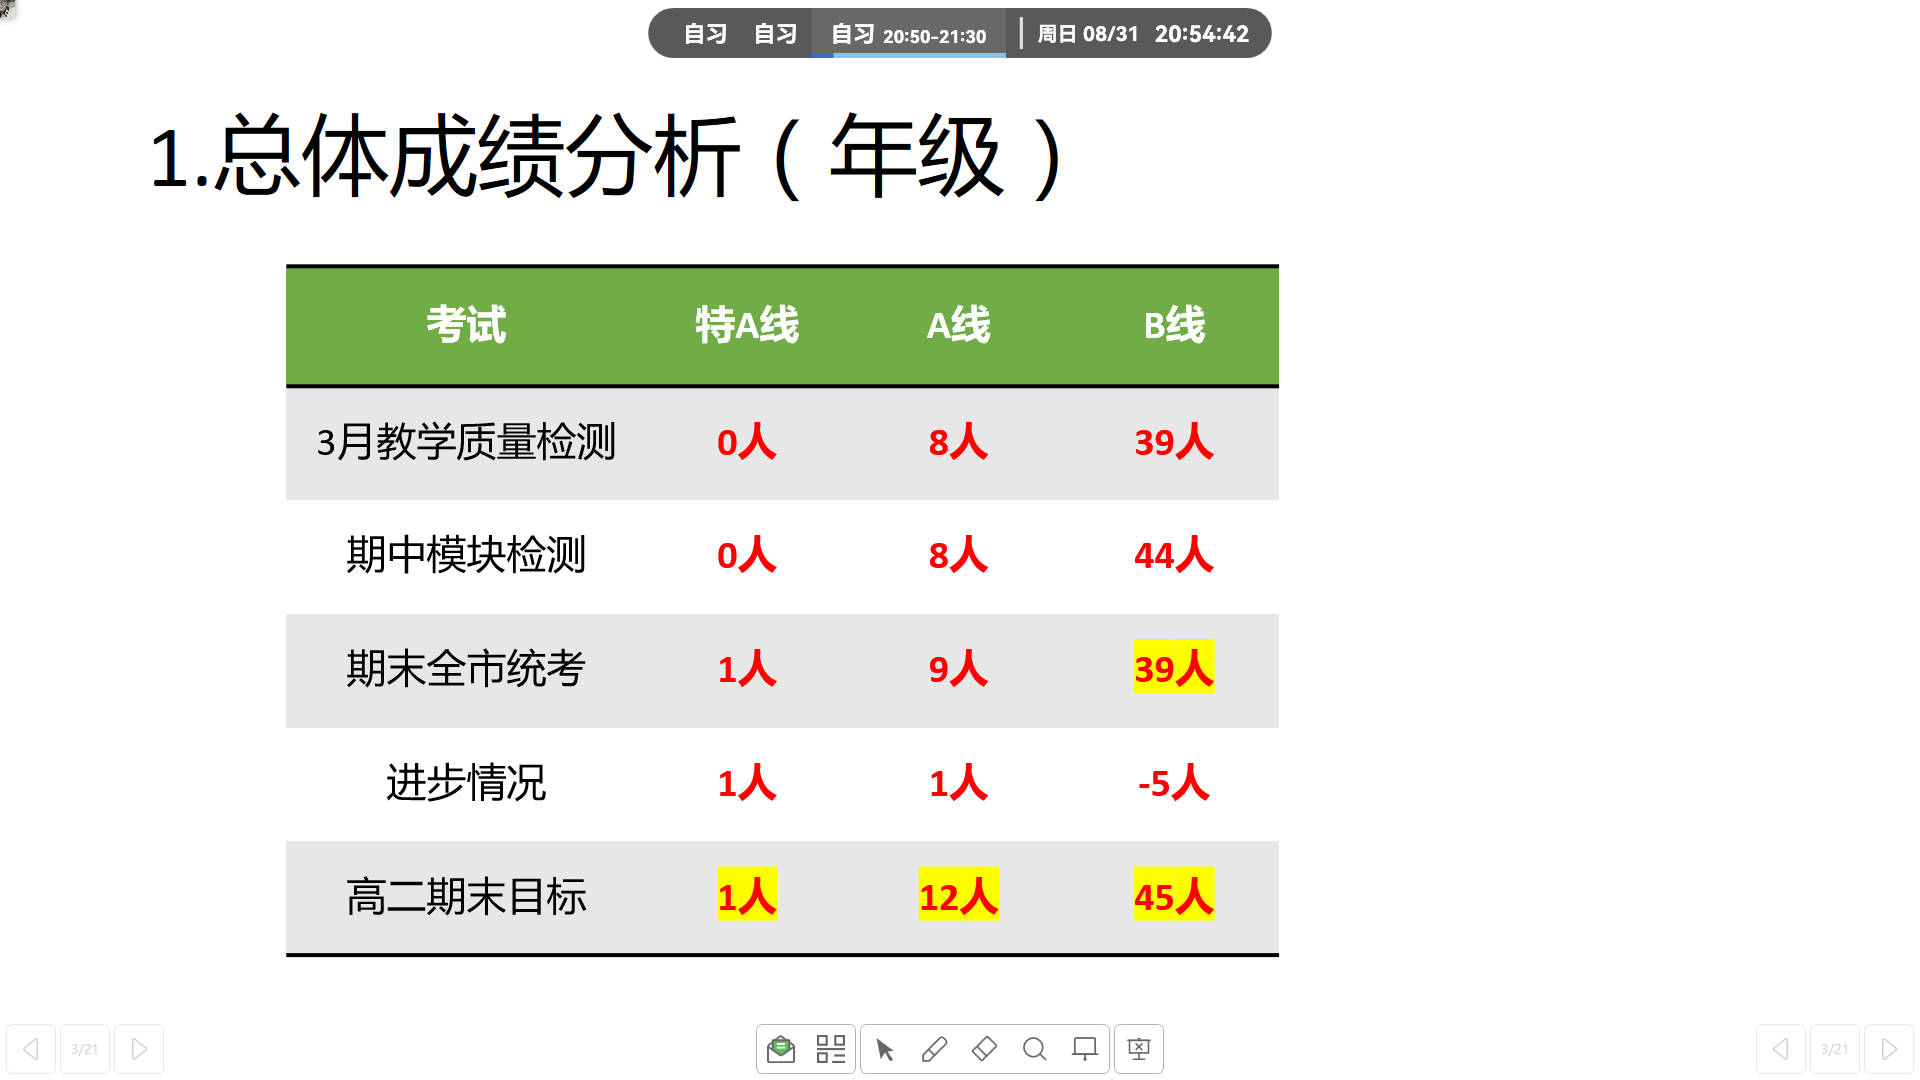 自习 自习 自习 20:50-21:30 周日 08/31 20:54:42
1.总体成绩分析（年级）
考试 特A线 A线 B线
3月教学质量检测 0人 8人 39人
期中模块检测 0人 8人 44人
期末全市统考 1人 9人 39人
进步情况 1人 1人 -5人
高二期末目标 1人 12人 45人
3/21 3/21